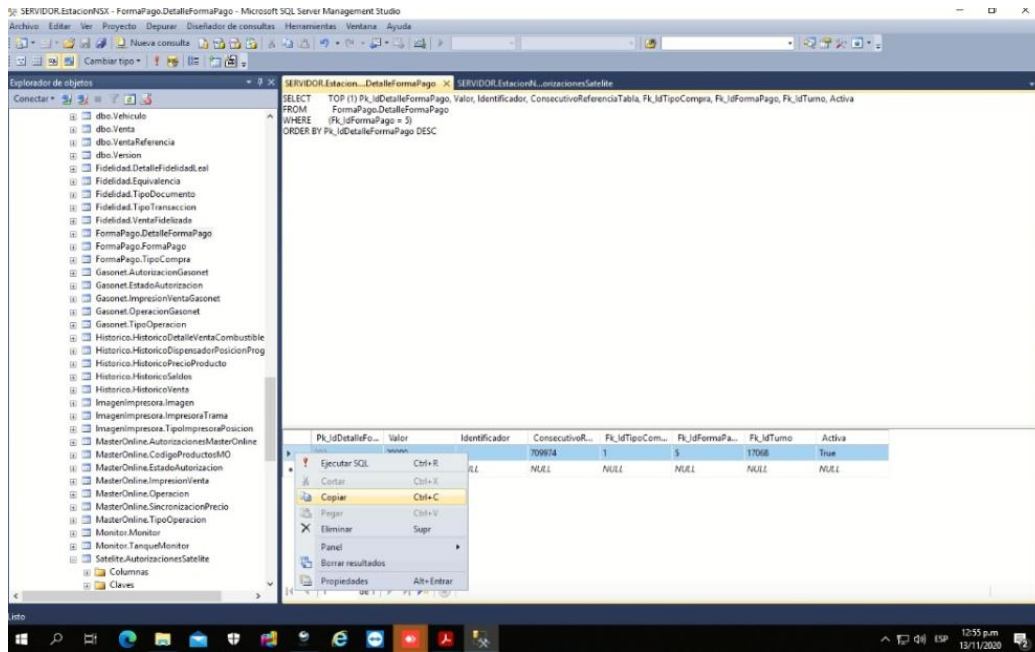 SERVIDOR.EstacionNSX - FormaPago.DetalleFormaPago - Microsoft SQL Server Management Studio
Archivo Editar Ver Proyecto Depurar Diseñador de consultas Herramientas Ventana Ayuda
Nueva consulta
Cambiar tipo
Explorador de objetos
Conectar
dbo.Vehiculo
dbo.Venta
dbo.VentaReferencia
dbo.Version
Fidelidad.DetalleFidelidadLeal
Fidelidad.Equivalencia
Fidelidad.TipoDocumento
Fidelidad.TipoTransaccion
Fidelidad.VentaFidelizada
FormaPago.DetalleFormaPago
FormaPago.FormaPago
FormaPago.TipoCompra
Gasonet.AutorizacionGasonet
Gasonet.EstadoAutorizacion
Gasonet.ImpresionVentaGasonet
Gasonet.OperacionGasonet
Gasonet.TipoOperacion
Historico.HistoricoDetalleVentaCombustible
Historico.HistoricoDispensadorPosicionProg
Historico.HistoricoPrecioProducto
Historico.HistoricoSaldos
Historico.HistoricoVenta
ImagenImpresora.Imagen
ImagenImpresora.ImpresoraTrama
ImagenImpresora.TipoImpresoraPosicion
MasterOnline.AutorizacionesMasterOnline
MasterOnline.CodigoProductosMO
MasterOnline.EstadoAutorizacion
MasterOnline.ImpresionVenta
MasterOnline.Operacion
MasterOnline.SincronizacionPrecio
MasterOnline.TipoOperacion
Monitor.Monitor
Monitor.TanqueMonitor
Satelite.AutorizacionesSatelite
Columnas
Claves
SERVIDOR.Estacion....DetalleFormaPago SERVIDOR.EstacionN...orizacionesSatelite
SELECT TOP (1) Pk_IdDetalleFormaPago, Valor, Identificador, ConsecutivoReferenciaTabla, Fk_IdTipoCompra, Fk_IdFormaPago, Fk_IdTurno, Activa
FROM FormaPago.DetalleFormaPago
WHERE (Fk_IdFormaPago = 5)
ORDER BY Pk_IdDetalleFormaPago DESC
Pk_IdDetalleFo... Valor Identificador ConsecutivoR... Fk_IdTipoCom... Fk_IdFormaPa... Fk_IdTurno Activa
709974 1 5 17068 True
NULL NULL NULL NULL NULL
Ejecutar SQL Ctrl+R
Cortar Ctrl+X
Copiar Ctrl+C
Pegar Ctrl+V
Eliminar Supr
Panel
Borrar resultados
Propiedades Alt+Entrar
Listo
ESP
12:55 p.m
13/11/2020